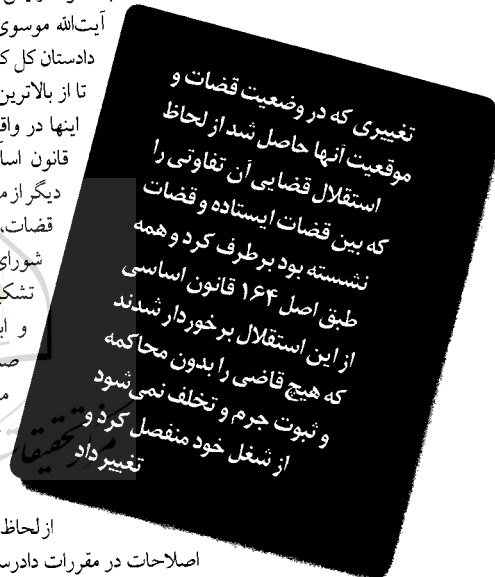 آیت‌الله موسوی
دادستان کل ک
تا از بالاترین
اینها در واق
قانون اسا
دیگر از م
قضات،
شورای
تشکی
و اب
ص
م
تغییری که در وضعیت قضات و
موقعیت آنها حاصل شد از لحاظ
استقلال قضایی آن تفاوتی را
که بین قضات ایستاده و قضات
نشسته بود برطرف کرد و همه
طبق اصل ۱۶۴ قانون اساسی
از این استقلال برخوردار شدند
که هیچ قاضی را بدون محاکمه
و ثبوت جرم و تخلف نمی‌شود
از شغل خود منفصل کرد و
تغییر داد
مرکز تحقیقات
از لحاظ
اصلاحات در مقررات دادرس